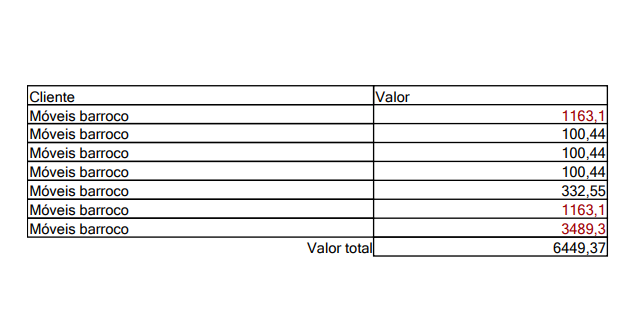 Cliente Valor
Móveis barroco 1163,1
Móveis barroco 100,44
Móveis barroco 100,44
Móveis barroco 100,44
Móveis barroco 332,55
Móveis barroco 1163,1
Móveis barroco 3489,3
Valor total 6449,37